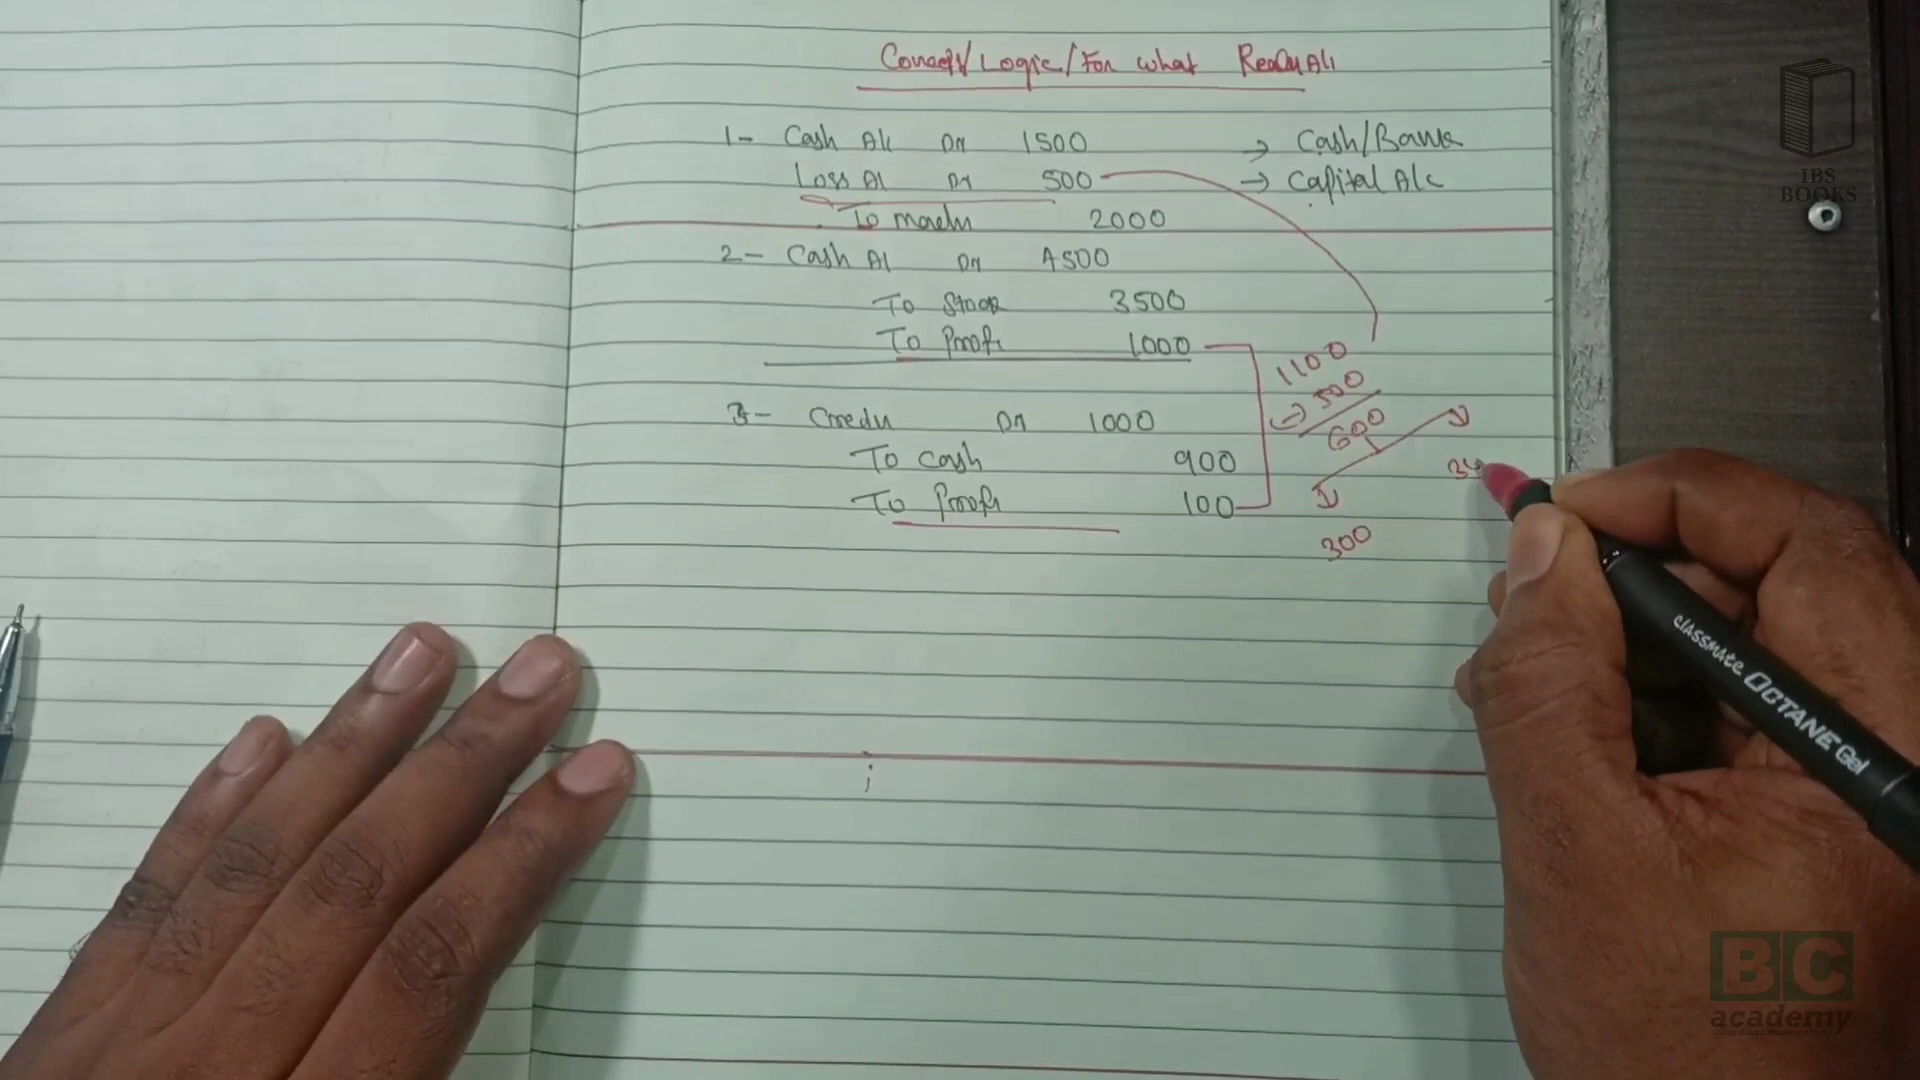 Concept/Logic/For what Realn A/c
1- Cash A/c Dr 1500 → Cash/Bank
Loss A/c Dr 500 → Capital A/c
To Machn 2000
2- Cash A/c Dr 4500
To Stock 3500
To Profit 1000
1100
(-) 500
600
3- Credn Dr 1000
To Cash 900
To Profit 100
300
30
IBS
BOOKS
CLASSMATE OCTANE Gel
BC
academy